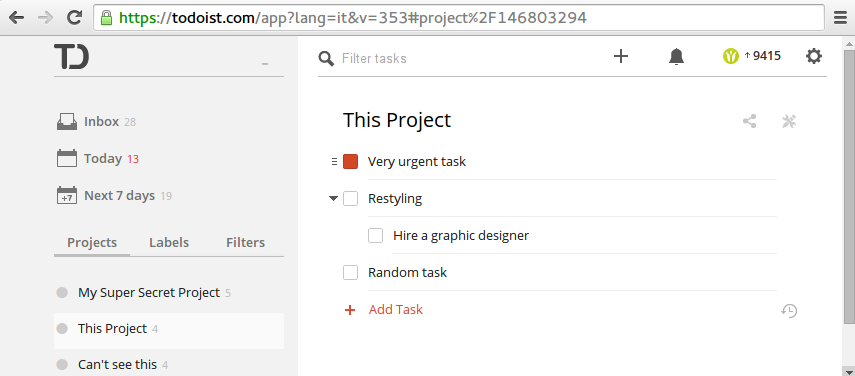 https://todoist.com/app?lang=it&v=353#project%2F146803294
TD
Filter tasks
↑ 9415
Inbox 28
Today 13
+7 Next 7 days 19
Projects Labels Filters
My Super Secret Project 5
This Project 4
Can't see this 4
This Project
Very urgent task
Restyling
Hire a graphic designer
Random task
+ Add Task